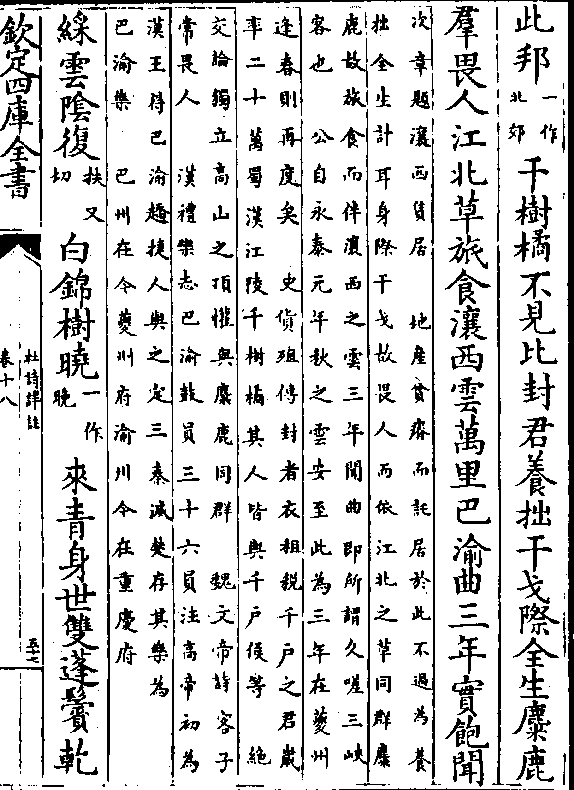 此邦一作北郊千樹橘不見比封君養拙干戈際全生麋鹿
羣畏人江北草旅食瀼西雲萬里巴渝曲三年實飽聞
次章題瀼西賃居　地產貧瘠而託居於此不過為養
拙全生計耳身際干戈故畏人而依江北之草同群麋
鹿故旅食而伴瀼西之雲三年聞曲即所謂久嗟三峽
客也　公自永泰元年秋之雲安至此為三年在夔州
逢春則再度矣　史貨殖傳封者衣租税千户之君嵗
率二十萬蜀漢江陵千樹橘其人皆與千户侯等　絶
交論獨立高山之頂懽與麋鹿同群　魏文帝詩客子
常畏人　漢禮樂志巴渝鼓員三十六員注高帝初為
漢王得巴渝趫捷人與之定三秦滅楚存其樂為
巴渝樂　巴州在今夔州府渝州今在重慶府
綵雲陰復扶又切白錦樹曉一作晚來青身世雙蓬鬢乾
欽定四庫全書
杜詩詳註
卷十八
五十七